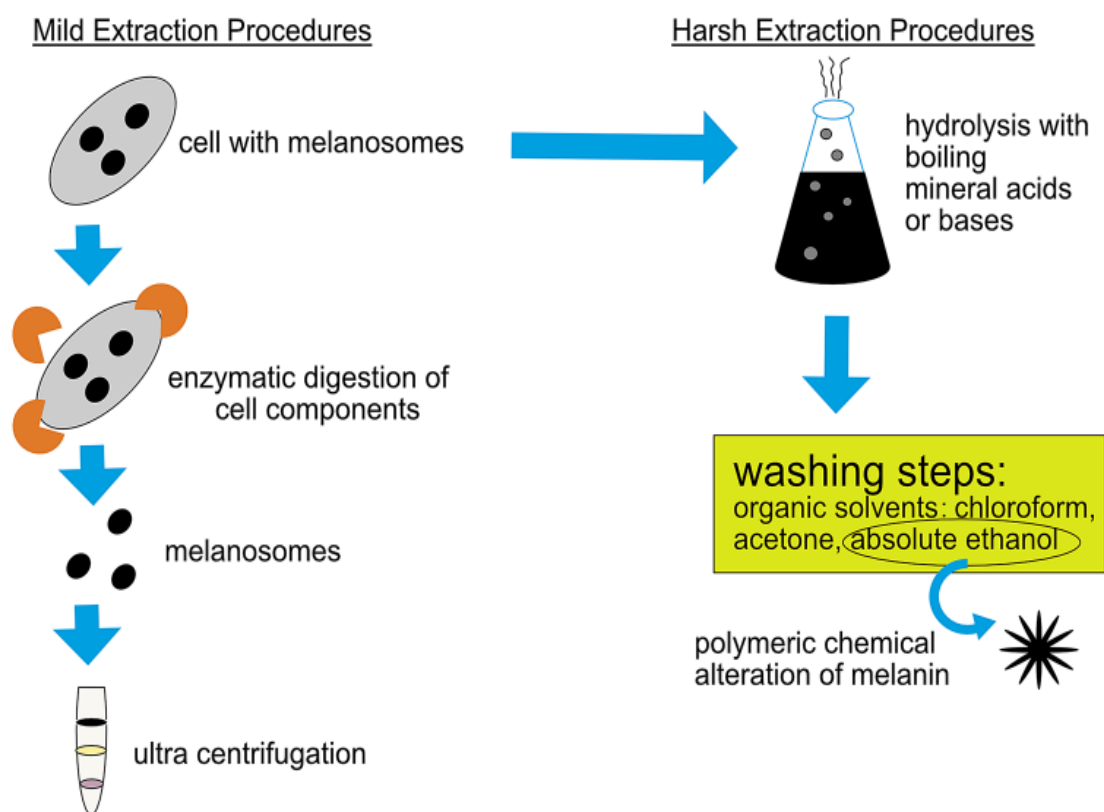 Mild Extraction Procedures
cell with melanosomes
enzymatic digestion of
cell components
melanosomes
ultra centrifugation
Harsh Extraction Procedures
hydrolysis with
boiling
mineral acids
or bases
washing steps:
organic solvents: chloroform,
acetone, absolute ethanol
polymeric chemical
alteration of melanin